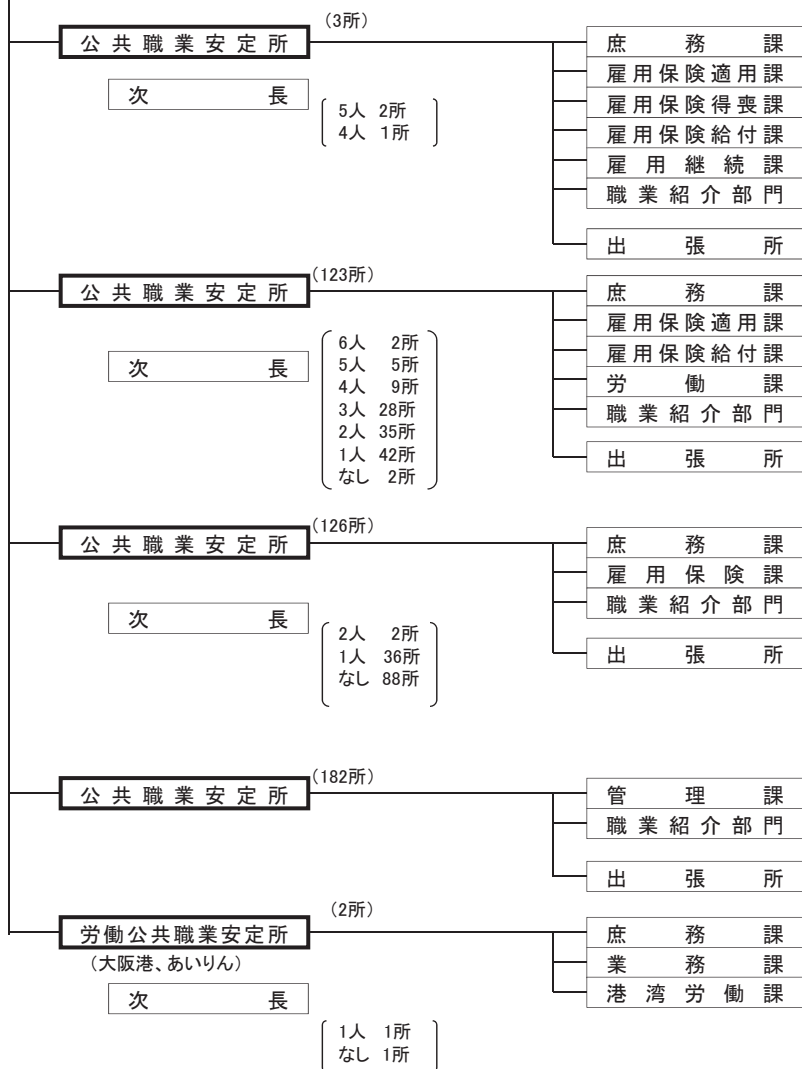 (3所)
公共職業安定所
次長
5人 2所
4人 1所
庶務課
雇用保険適用課
雇用保険得喪課
雇用保険給付課
雇用継続課
職業紹介部門
出張所
(123所)
公共職業安定所
次長
6人 2所
5人 5所
4人 9所
3人 28所
2人 35所
1人 42所
なし 2所
庶務課
雇用保険適用課
雇用保険給付課
労働課
職業紹介部門
出張所
(126所)
公共職業安定所
次長
2人 2所
1人 36所
なし 88所
庶務課
雇用保険課
職業紹介部門
出張所
(182所)
公共職業安定所
管理課
職業紹介部門
出張所
(2所)
労働公共職業安定所
(大阪港、あいりん)
次長
1人 1所
なし 1所
庶務課
業務課
港湾労働課